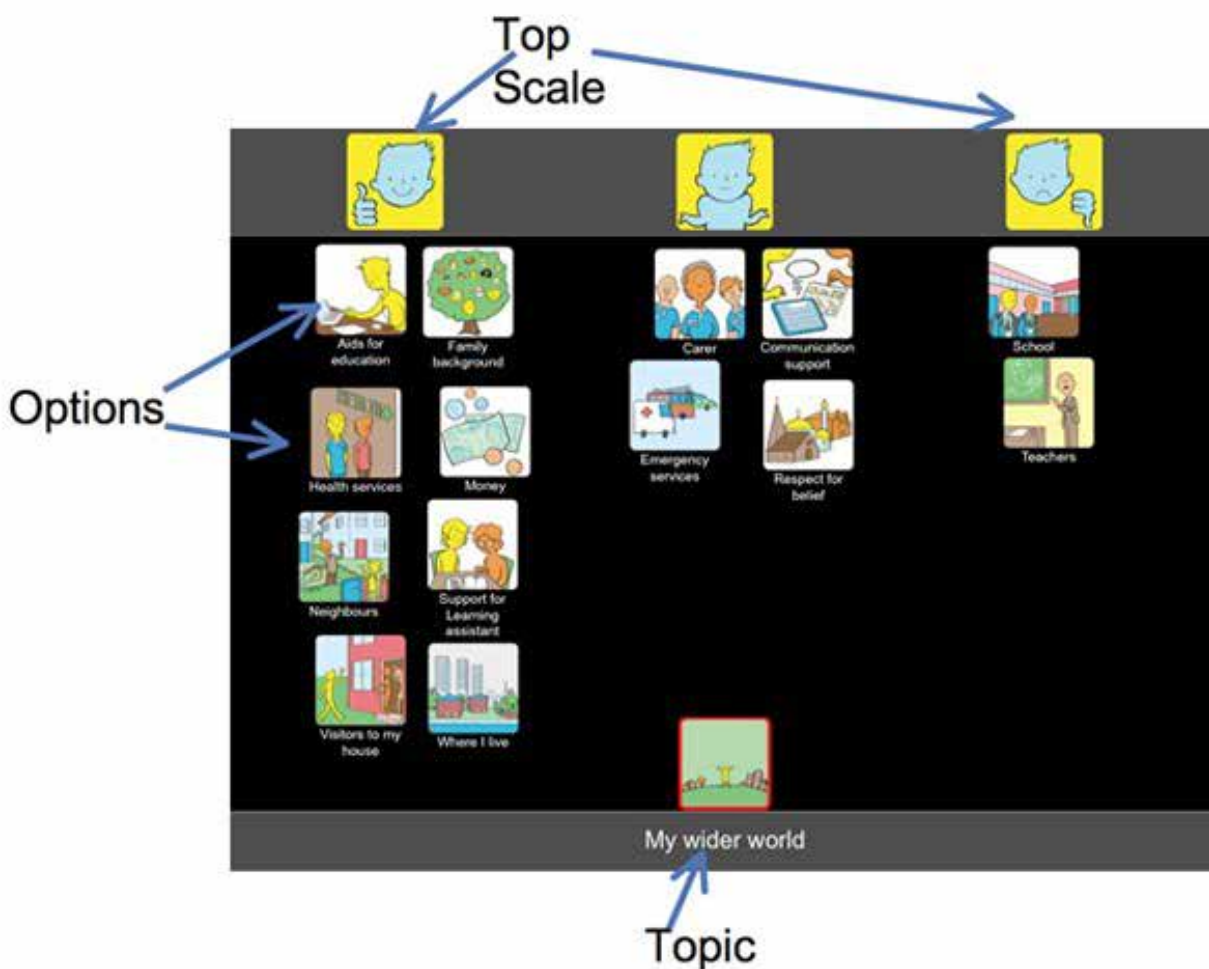 Top
Scale
Options
Aids for
education
Family
background
Carer
Communication
support
School
Health services
Money
Emergency
services
Respect for
belief
Teachers
Neighbours
Support for
Learning
assistant
Visitors to my
house
Where I live
My wider world
Topic